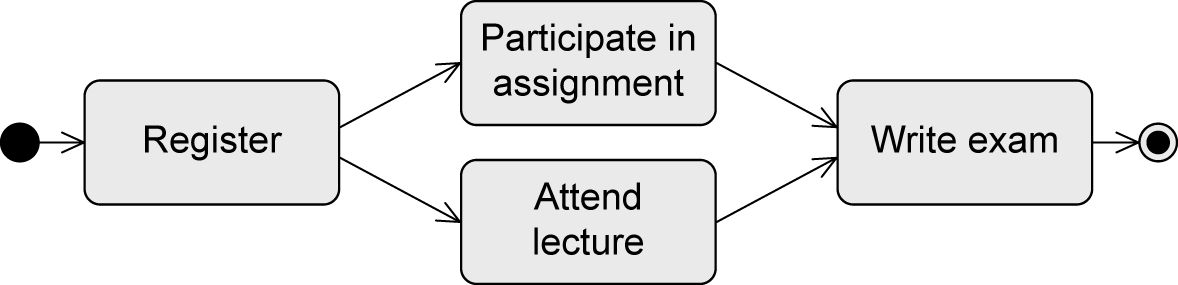 Register
Participate in
assignment
Attend
lecture
Write exam